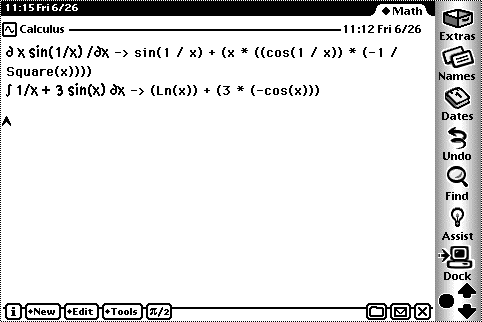 11:15 Fri 6/26
◆Math
Extras
Calculus
11:12 Fri 6/26
∂ x sin(1/x) /∂x -> sin(1 / x) + (x * ((cos(1 / x)) * (-1 /
Square(x))))
∫ 1/x + 3 sin(x) ∂x -> (Ln(x)) + (3 * (-cos(x)))
Names
Dates
Undo
Find
Assist
Dock
i
◆New
◆Edit
◆Tools
π/2